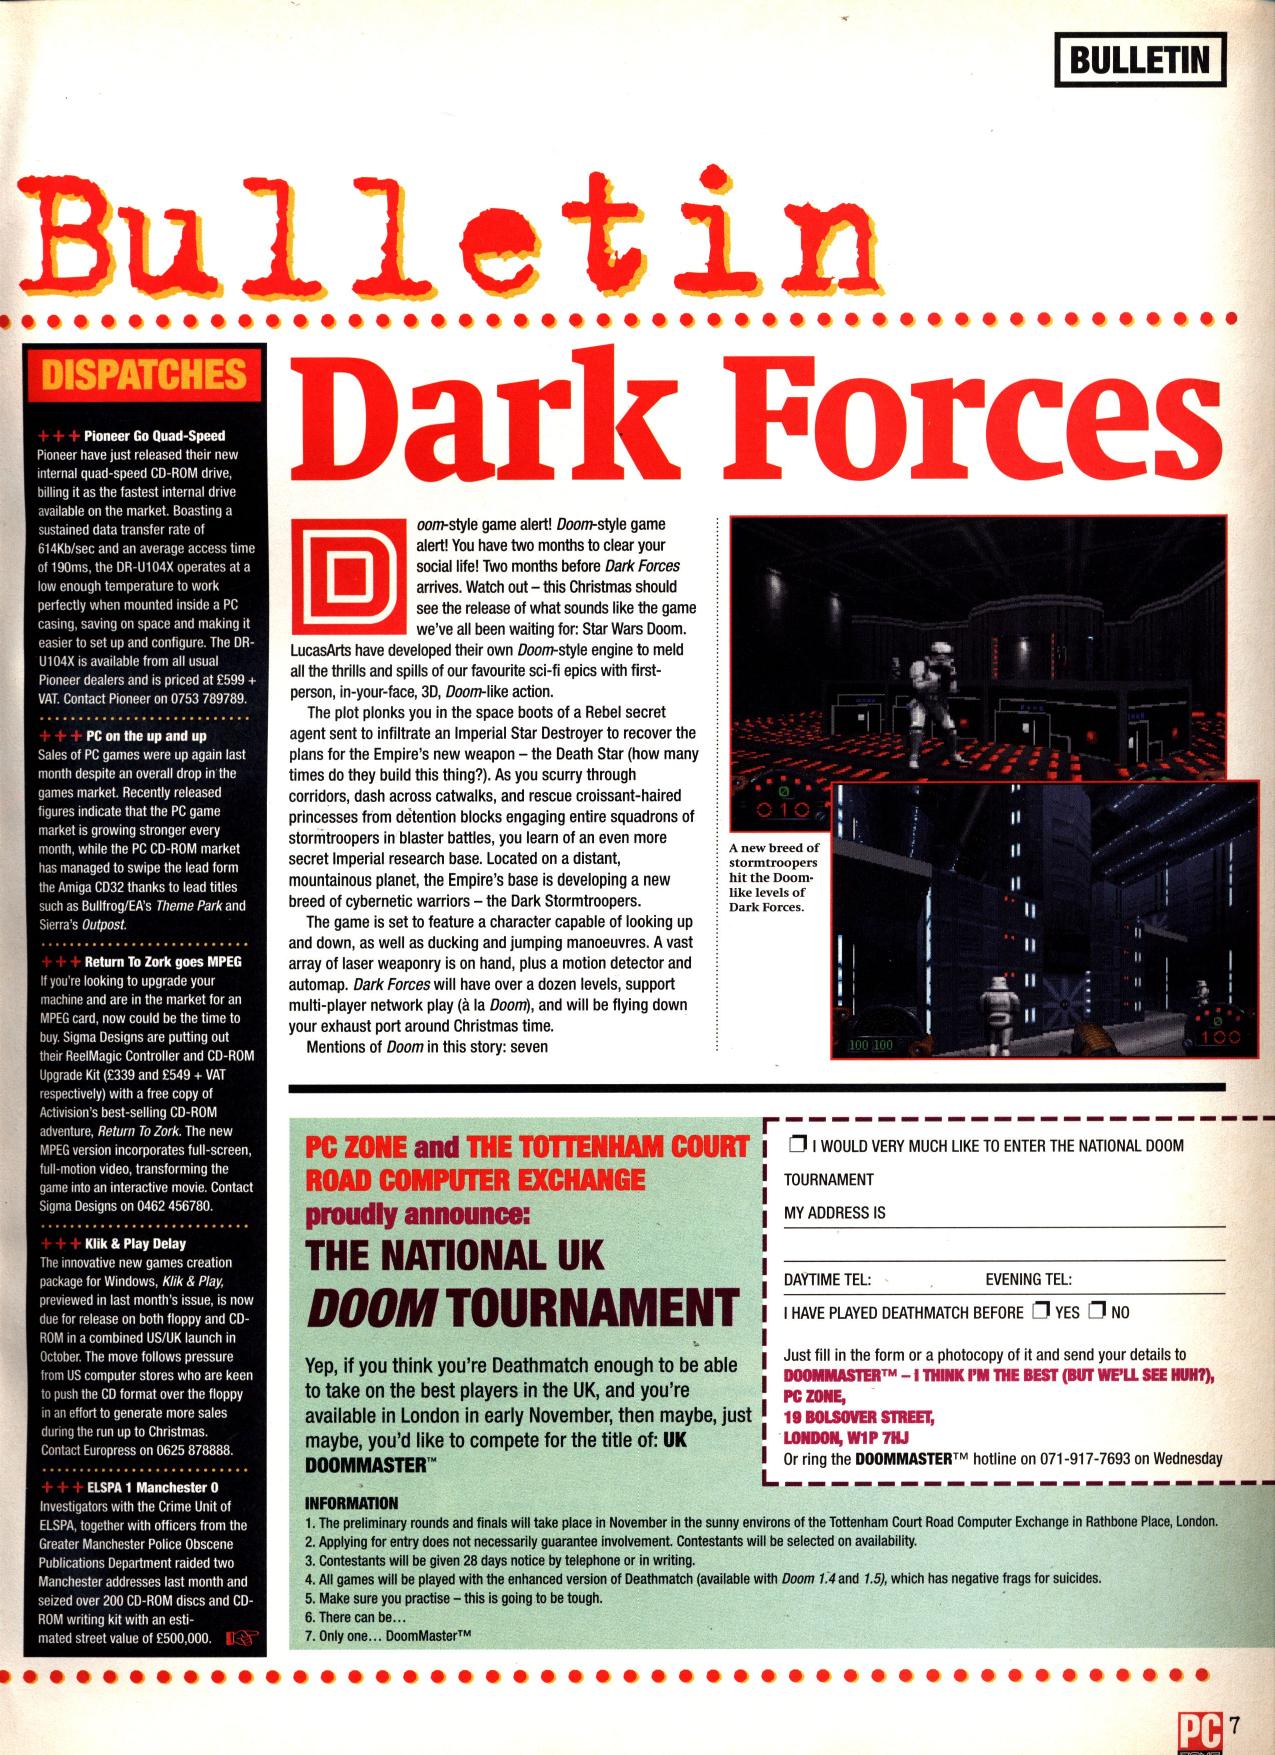 BULLETIN
Bulletin
DISPATCHES
+++ Pioneer Go Quad-Speed
Pioneer have just released their new
internal quad-speed CD-ROM drive,
billing it as the fastest internal drive
available on the market. Boasting a
sustained data transfer rate of
614Kb/sec and an average access time
of 190ms, the DR-U104X operates at a
low enough temperature to work
perfectly when mounted inside a PC
casing, saving on space and making it
easier to set up and configure. The DR-
U104X is available from all usual
Pioneer dealers and is priced at £599 +
VAT. Contact Pioneer on 0753 789789.
+++ PC on the up and up
Sales of PC games were up again last
month despite an overall drop in the
games market. Recently released
figures indicate that the PC game
market is growing stronger every
month, while the PC CD-ROM market
has managed to swipe the lead form
the Amiga CD32 thanks to lead titles
such as Bullfrog/EA's Theme Park and
Sierra's Outpost.
+++ Return To Zork goes MPEG
If you're looking to upgrade your
machine and are in the market for an
MPEG card, now could be the time to
buy. Sigma Designs are putting out
their ReelMagic Controller and CD-ROM
Upgrade Kit (£339 and £549 + VAT
respectively) with a free copy of
Activision's best-selling CD-ROM
adventure, Return To Zork. The new
MPEG version incorporates full-screen,
full-motion video, transforming the
game into an interactive movie. Contact
Sigma Designs on 0462 456780.
+++ Klik & Play Delay
The innovative new games creation
package for Windows, Klik & Play,
previewed in last month's issue, is now
due for release on both floppy and CD-
ROM in a combined US/UK launch in
October. The move follows pressure
from US computer stores who are keen
to push the CD format over the floppy
in an effort to generate more sales
during the run up to Christmas.
Contact Europress on 0625 878888.
+++ ELSPA 1 Manchester 0
Investigators with the Crime Unit of
ELSPA, together with officers from the
Greater Manchester Police Obscene
Publications Department raided two
Manchester addresses last month and
seized over 200 CD-ROM discs and CD-
ROM writing kit with an esti-
mated street value of £500,000.
Dark Forces
Doom-style game alert! Doom-style game
alert! You have two months to clear your
social life! Two months before Dark Forces
arrives. Watch out – this Christmas should
see the release of what sounds like the game
we've all been waiting for: Star Wars Doom.
LucasArts have developed their own Doom-style engine to meld
all the thrills and spills of our favourite sci-fi epics with first-
person, in-your-face, 3D, Doom-like action.
The plot plonks you in the space boots of a Rebel secret
agent sent to infiltrate an Imperial Star Destroyer to recover the
plans for the Empire's new weapon – the Death Star (how many
times do they build this thing?). As you scurry through
corridors, dash across catwalks, and rescue croissant-haired
princesses from detention blocks engaging entire squadrons of
stormtroopers in blaster battles, you learn of an even more
secret Imperial research base. Located on a distant,
mountainous planet, the Empire's base is developing a new
breed of cybernetic warriors – the Dark Stormtroopers.
The game is set to feature a character capable of looking up
and down, as well as ducking and jumping manoeuvres. A vast
array of laser weaponry is on hand, plus a motion detector and
automap. Dark Forces will have over a dozen levels, support
multi-player network play (à la Doom), and will be flying down
your exhaust port around Christmas time.
Mentions of Doom in this story: seven
0
010
A new breed of
stormtroopers
hit the Doom-
like levels of
Dark Forces.
100 100
0
100
PC ZONE and THE TOTTENHAM COURT
ROAD COMPUTER EXCHANGE
proudly announce:
THE NATIONAL UK
DOOM TOURNAMENT
Yep, if you think you're Deathmatch enough to be able
to take on the best players in the UK, and you're
available in London in early November, then maybe, just
maybe, you'd like to compete for the title of: UK
DOOMMASTER™
I WOULD VERY MUCH LIKE TO ENTER THE NATIONAL DOOM
TOURNAMENT
MY ADDRESS IS
DAYTIME TEL: EVENING TEL:
I HAVE PLAYED DEATHMATCH BEFORE ❒ YES ❒ NO
Just fill in the form or a photocopy of it and send your details to
DOOMMASTER™ – I THINK I'M THE BEST (BUT WE'LL SEE HUH?),
PC ZONE,
19 BOLSOVER STREET,
LONDON, W1P 7HJ
Or ring the DOOMMASTER™ hotline on 071-917-7693 on Wednesday
INFORMATION
1. The preliminary rounds and finals will take place in November in the sunny environs of the Tottenham Court Road Computer Exchange in Rathbone Place, London.
2. Applying for entry does not necessarily guarantee involvement. Contestants will be selected on availability.
3. Contestants will be given 28 days notice by telephone or in writing.
4. All games will be played with the enhanced version of Deathmatch (available with Doom 1.4 and 1.5), which has negative frags for suicides.
5. Make sure you practise – this is going to be tough.
6. There can be...
7. Only one... DoomMaster™
PC
ZONE
7